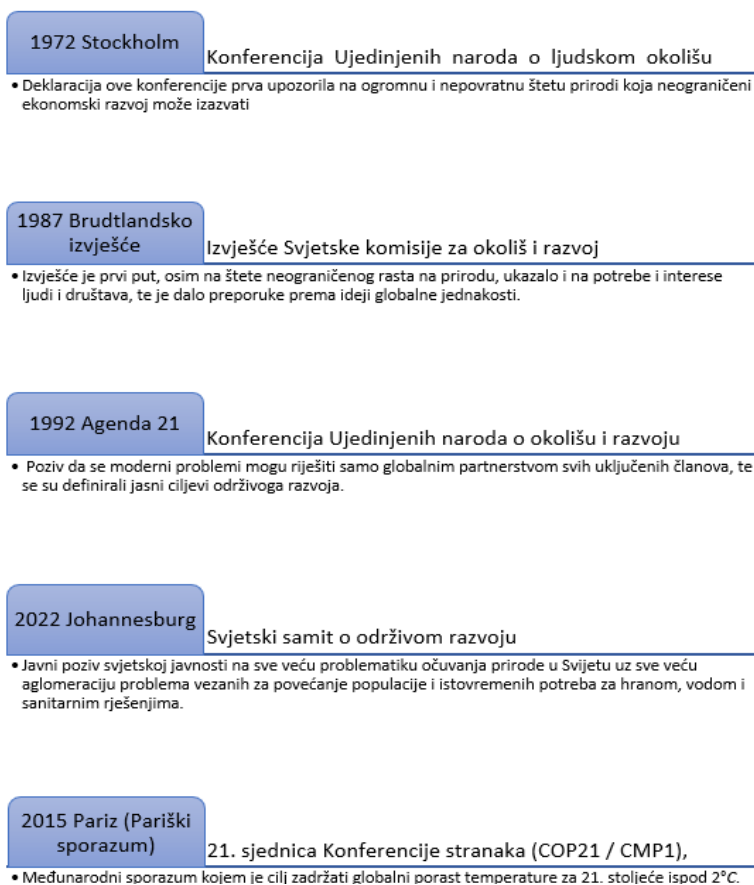 1972 Stockholm
Konferencija Ujedinjenih naroda o ljudskom okolišu
• Deklaracija ove konferencije prva upozorila na ogromnu i nepovratnu štetu prirodi koja neograničeni
ekonomski razvoj može izazvati
1987 Brudtlandsko
izvješće
Izvješće Svjetske komisije za okoliš i razvoj
• Izvješće je prvi put, osim na štete neograničenog rasta na prirodu, ukazalo i na potrebe i interese
ljudi i društava, te je dalo preporuke prema ideji globalne jednakosti.
1992 Agenda 21
Konferencija Ujedinjenih naroda o okolišu i razvoju
• Poziv da se moderni problemi mogu riješiti samo globalnim partnerstvom svih uključenih članova, te
se su definirali jasni ciljevi održivoga razvoja.
2022 Johannesburg
Svjetski samit o održivom razvoju
• Javni poziv svjetskoj javnosti na sve veću problematiku očuvanja prirode u Svijetu uz sve veću
aglomeraciju problema vezanih za povećanje populacije i istovremenih potreba za hranom, vodom i
sanitarnim rješenjima.
2015 Pariz (Pariški
sporazum)
21. sjednica Konferencije stranaka (COP21 / CMP1),
• Međunarodni sporazum kojem je cilj zadržati globalni porast temperature za 21. stoljeće ispod 2°C.